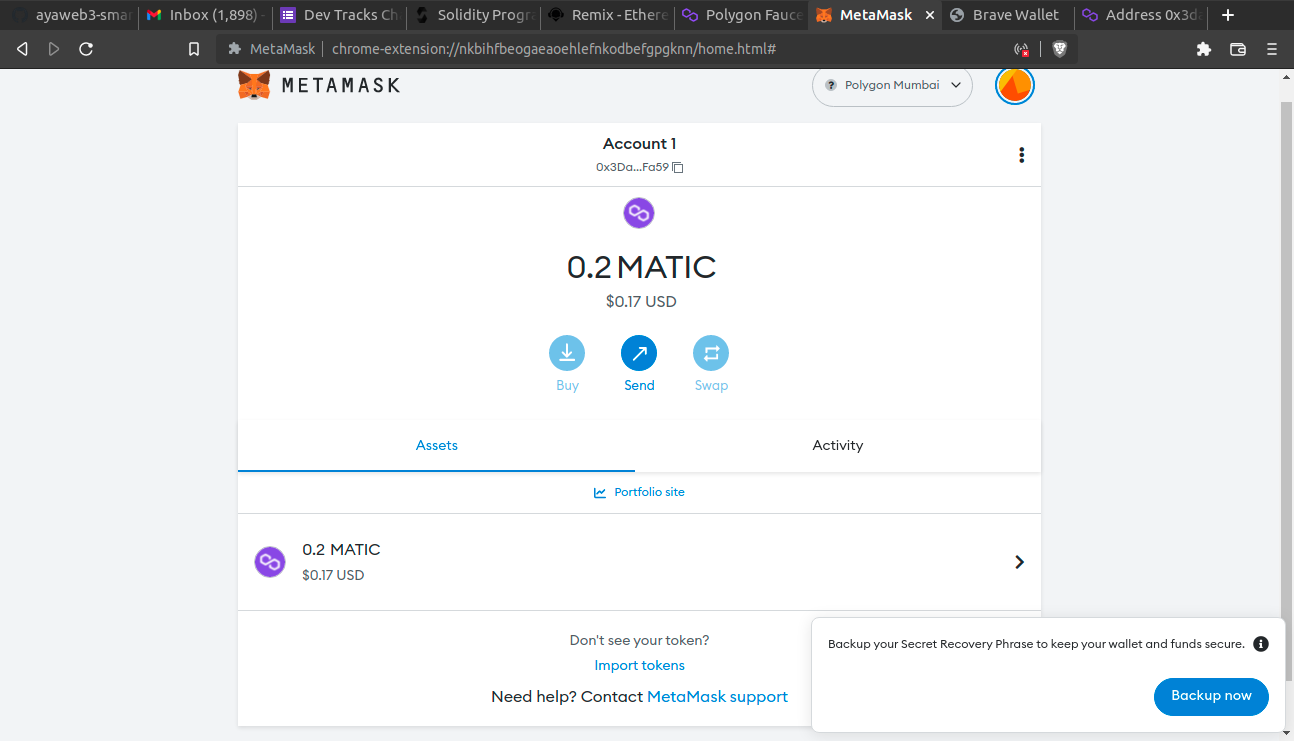 ayaweb3-smar
Inbox (1,898) -
Dev Tracks Ch
Solidity Progra
Remix - Ethere
Polygon Fauce
MetaMask
Brave Wallet
Address 0x3da
MetaMask
chrome-extension://nkbihfbeogaeaoehlefnkodbefgpgknn/home.html#
METAMASK
Polygon Mumbai
Account 1
0x3Da...Fa59
0.2 MATIC
$0.17 USD
Buy
Send
Swap
Assets
Activity
Portfolio site
0.2 MATIC
$0.17 USD
Don't see your token?
Import tokens
Need help? Contact MetaMask support
Backup your Secret Recovery Phrase to keep your wallet and funds secure.
Backup now